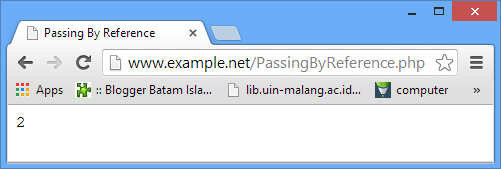 Passing By Reference
www.example.net/PassingByReference.php
Apps
:: Blogger Batam Isla...
lib.uin-malang.ac.id...
computer
»
2